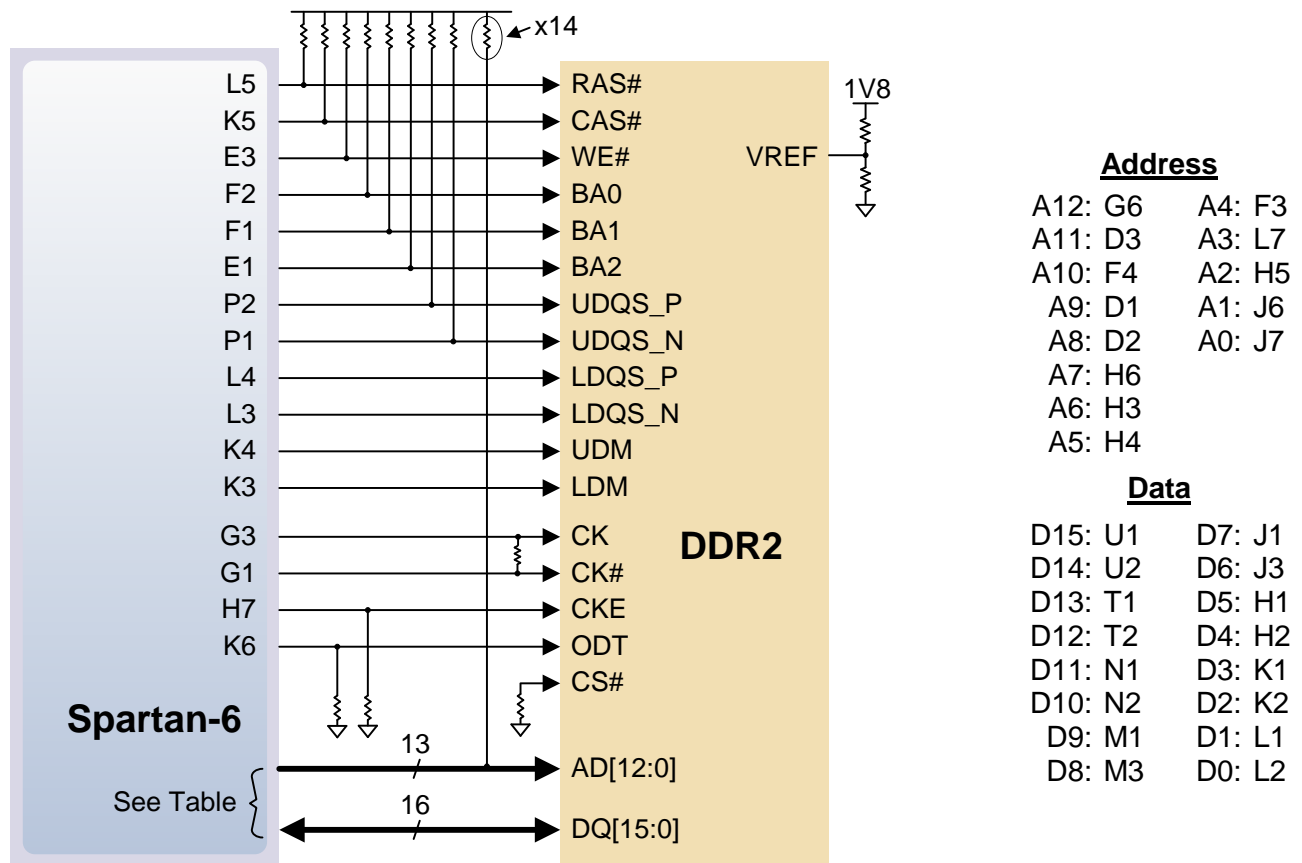 x14
L5 RAS#
K5 CAS#
E3 WE#
F2 BA0
F1 BA1
E1 BA2
P2 UDQS_P
P1 UDQS_N
L4 LDQS_P
L3 LDQS_N
K4 UDM
K3 LDM
G3 CK
G1 CK#
H7 CKE
K6 ODT
CS#
Spartan-6
DDR2
VREF
1V8
13
AD[12:0]
See Table
16
DQ[15:0]
Address
A12: G6 A4: F3
A11: D3 A3: L7
A10: F4 A2: H5
A9: D1 A1: J6
A8: D2 A0: J7
A7: H6
A6: H3
A5: H4
Data
D15: U1 D7: J1
D14: U2 D6: J3
D13: T1 D5: H1
D12: T2 D4: H2
D11: N1 D3: K1
D10: N2 D2: K2
D9: M1 D1: L1
D8: M3 D0: L2